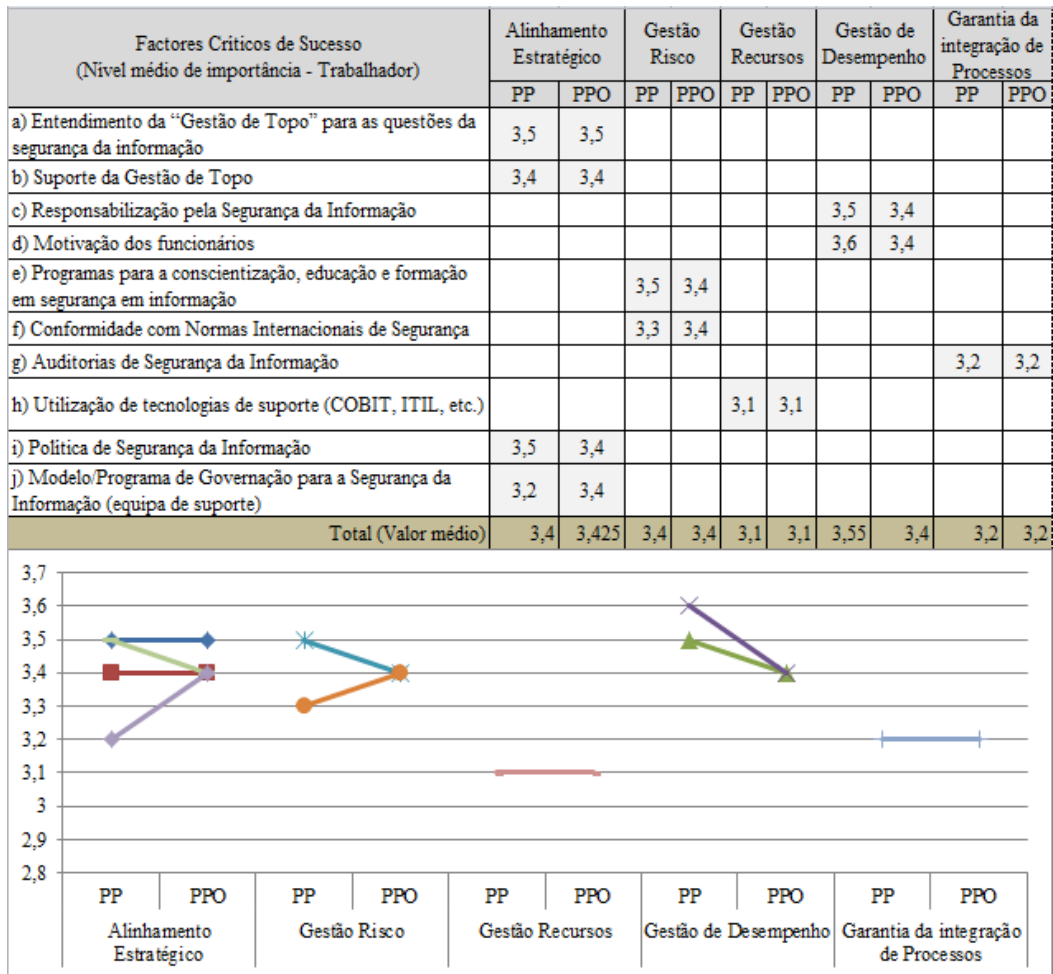 Factores Criticos de Sucesso
(Nivel médio de importância - Trabalhador)
Alinhamento
Estratégico
Gestão
Risco
Gestão
Recursos
Gestão de
Desempenho
Garantia da
integração de
Processos
PP PPO PP PPO PP PPO PP PPO PP PPO
a) Entendimento da “Gestão de Topo” para as questões da
segurança da informação
3,5 3,5
b) Suporte da Gestão de Topo 3,4 3,4
c) Responsabilização pela Segurança da Informação 3,5 3,4
d) Motivação dos funcionários 3,6 3,4
e) Programas para a conscientização, educação e formação
em segurança em informação
3,5 3,4
f) Conformidade com Normas Internacionais de Segurança 3,3 3,4
g) Auditorias de Segurança da Informação 3,2 3,2
h) Utilização de tecnologias de suporte (COBIT, ITIL, etc.) 3,1 3,1
i) Politica de Segurança da Informação 3,5 3,4
j) Modelo/Programa de Governação para a Segurança da
Informação (equipa de suporte)
3,2 3,4
Total (Valor médio) 3,4 3,425 3,4 3,4 3,1 3,1 3,55 3,4 3,2 3,2
3,7
3,6
3,5
3,4
3,3
3,2
3,1
3
2,9
2,8
PP PPO PP PPO PP PPO PP PPO PP PPO
Alinhamento
Estratégico
Gestão Risco
Gestão Recursos
Gestão de Desempenho
Garantia da integração
de Processos